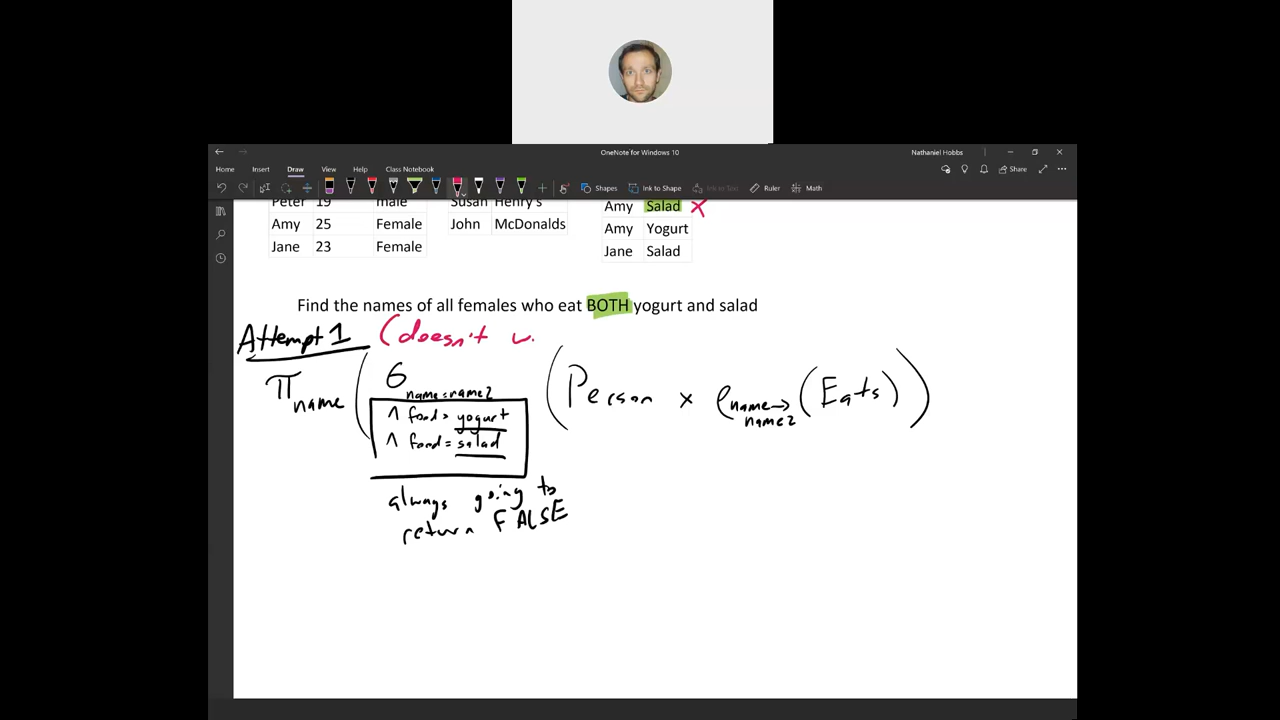 OneNote for Windows 10
Nathaniel Hobbs
Home Insert Draw View Help Class Notebook
Share
Shapes Ink to Shape Ink to Text Ruler Math
Peter 19 male Susan Henry's Amy Salad X
Amy 25 Female John McDonalds Amy Yogurt
Jane 23 Female Jane Salad
Find the names of all females who eat BOTH yogurt and salad
Attempt 1 (doesn't w
π name ( σ name=name2 ( Person × ρ name→name2 (Eats) ) )
∧ food = yogurt
∧ food = salad
always going to
return FALSE